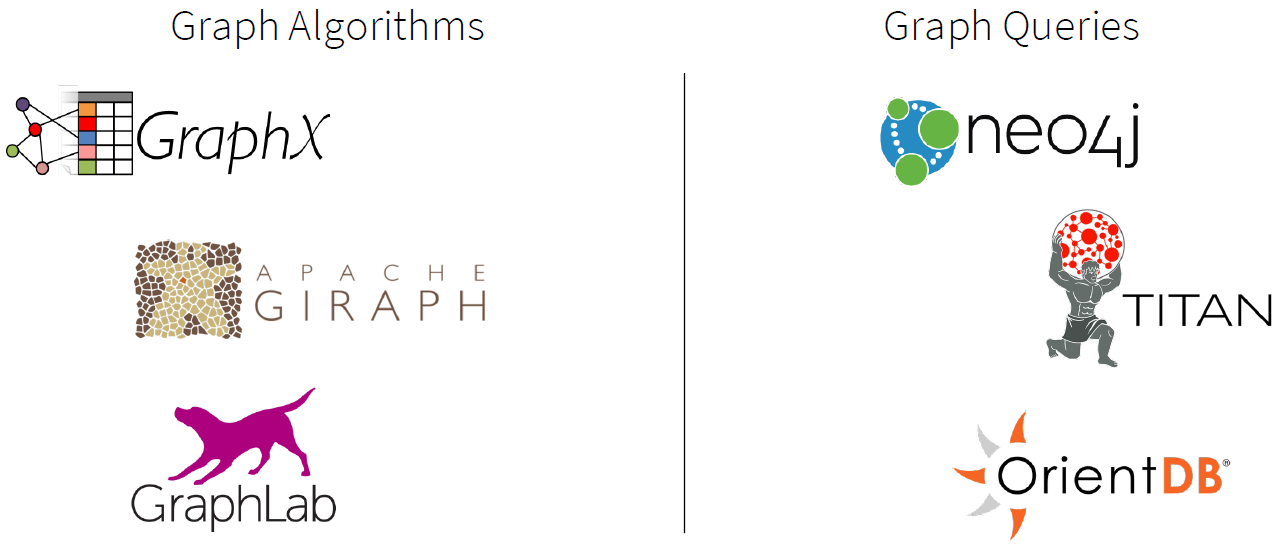 Graph Algorithms
GraphX
APACHE
GIRAPH
GraphLab
Graph Queries
neo4j
TITAN
OrientDB®